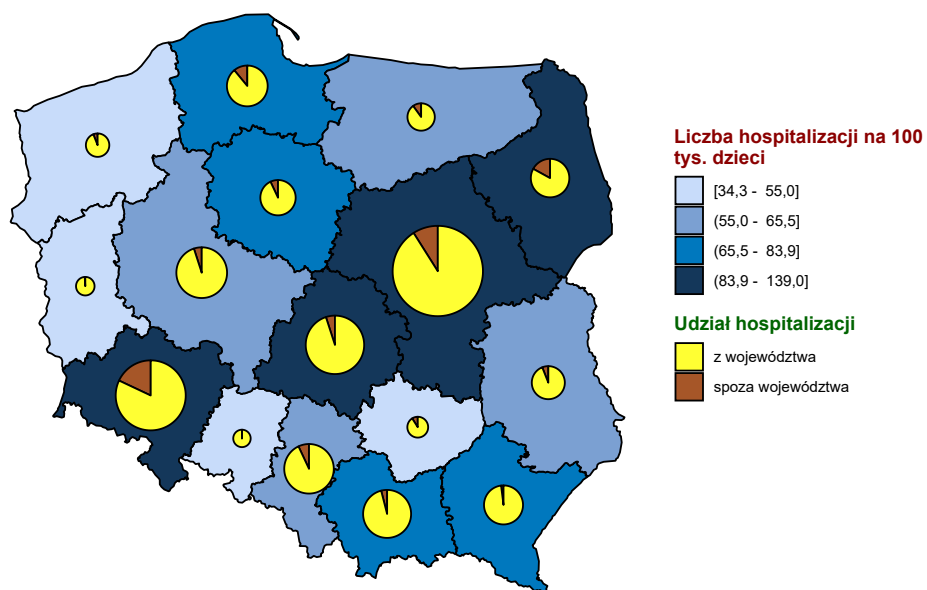 Liczba hospitalizacji na 100
tys. dzieci
[34,3 - 55,0]
(55,0 - 65,5]
(65,5 - 83,9]
(83,9 - 139,0]
Udział hospitalizacji
z województwa
spoza województwa